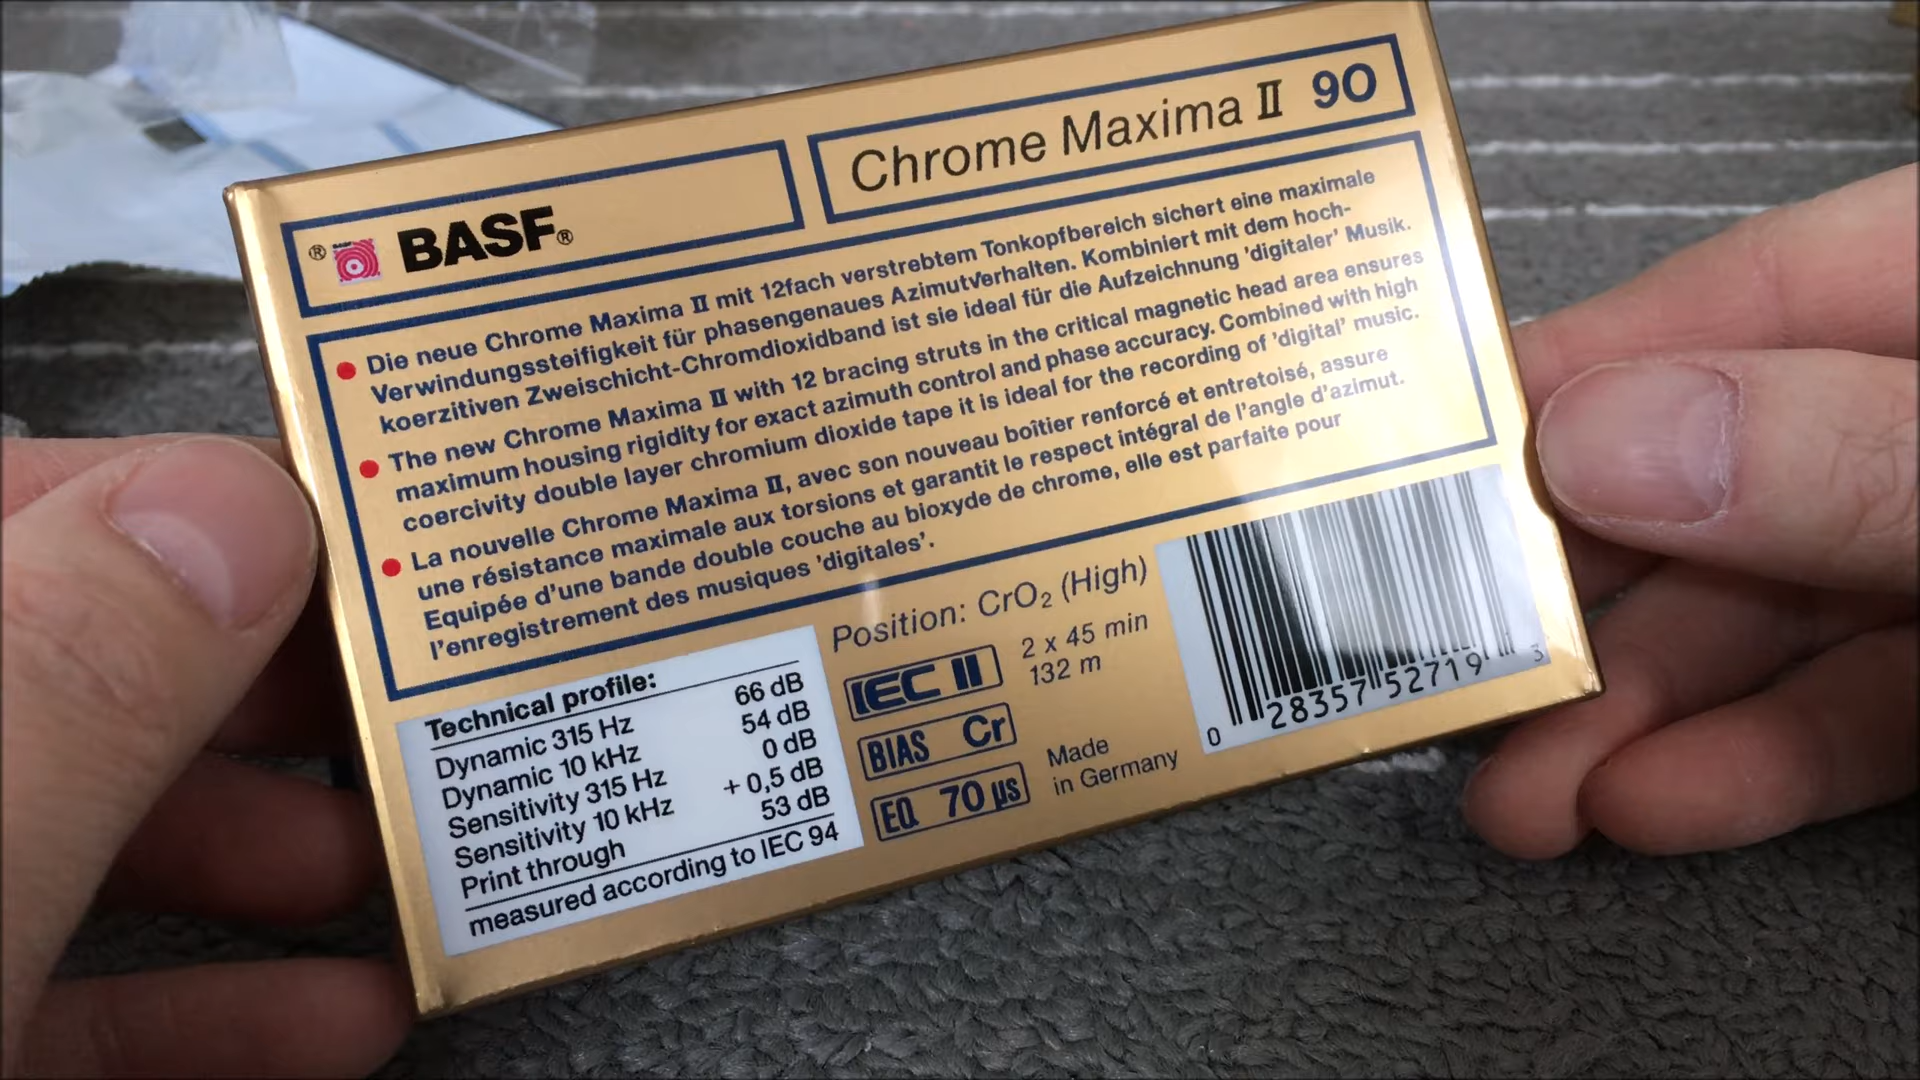 ® BASF®
Chrome Maxima II 90
● Die neue Chrome Maxima II mit 12fach verstrebtem Tonkopfbereich sichert eine maximale
Verwindungssteifigkeit für phasengenaues Azimutverhalten. Kombiniert mit dem hoch-
koerzitiven Zweischicht-Chromdioxidband ist sie ideal für die Aufzeichnung 'digitaler' Musik.
● The new Chrome Maxima II with 12 bracing struts in the critical magnetic head area ensures
maximum housing rigidity for exact azimuth control and phase accuracy. Combined with high
coercivity double layer chromium dioxide tape it is ideal for the recording of 'digital' music.
● La nouvelle Chrome Maxima II, avec son nouveau boîtier renforcé et entretoisé, assure
une résistance maximale aux torsions et garantit le respect intégral de l'angle d'azimut.
Equipée d'une bande double couche au bioxyde de chrome, elle est parfaite pour
l'enregistrement des musiques 'digitales'.
Technical profile:
Dynamic 315 Hz 66 dB
Dynamic 10 kHz 54 dB
Sensitivity 315 Hz 0 dB
Sensitivity 10 kHz + 0,5 dB
Print through 53 dB
measured according to IEC 94
Position: CrO₂ (High)
IEC II
2 x 45 min
132 m
BIAS Cr
EQ 70 µs
Made
in Germany
0 28357 52719 3